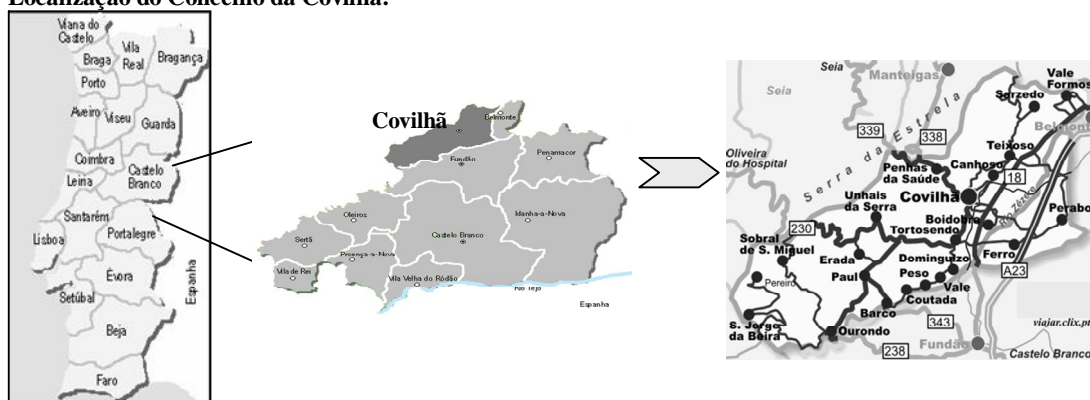 Localização do Concelho da Covilhã:
Viana do
Castelo
Braga
Vila
Real
Bragança
Porto
Aveiro
Viseu
Guarda
Coimbra
Leiria
Castelo
Branco
Santarém
Lisboa
Portalegre
Évora
Setúbal
Beja
Faro
Espanha
Covilhã
Belmonte
Fundão
Penamacor
Oleiros
Idanha-a-Nova
Sertã
Castelo Branco
Proença-a-Nova
Vila de Rei
Vila Velha do Ródão
Rio Tejo
Espanha
Seia
Seia
Manteigas
Vale
Formos
Sarzedo
Belmont
339
338
Serra da Estrela
Oliveira
do Hospital
Teixoso
Canhoso
18
Penhas
da Saúde
Covilhã
Unhais
da Serra
Rio Zêzere
Boidobra
Perabo
Tortosendo
230
Sobral
de S. Miguel
Erada
Dominguizo
Ferro
A23
Pereiro
Paul
Peso
Vale
Coutada
Barco
S. Jorge
da Beira
Ourondo
343
viajar.clix.pt
238
Fundão
Castelo Branco